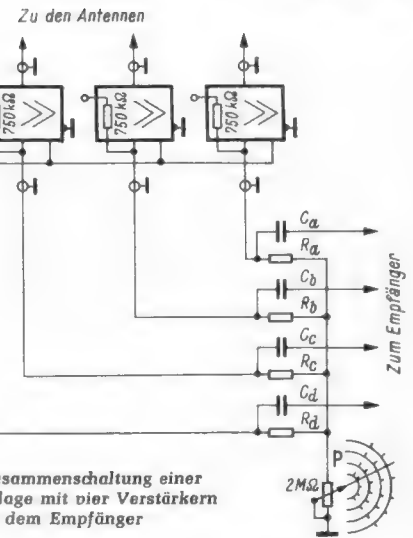 Zu den Antennen
750 kΩ
750 kΩ
750 kΩ
Ca
Ra
Cb
Rb
Cc
Rc
Cd
Rd
Zum Empfänger
P
2MΩ
esammenschaltung einer
lage mit vier Verstärkern
dem Empfänger